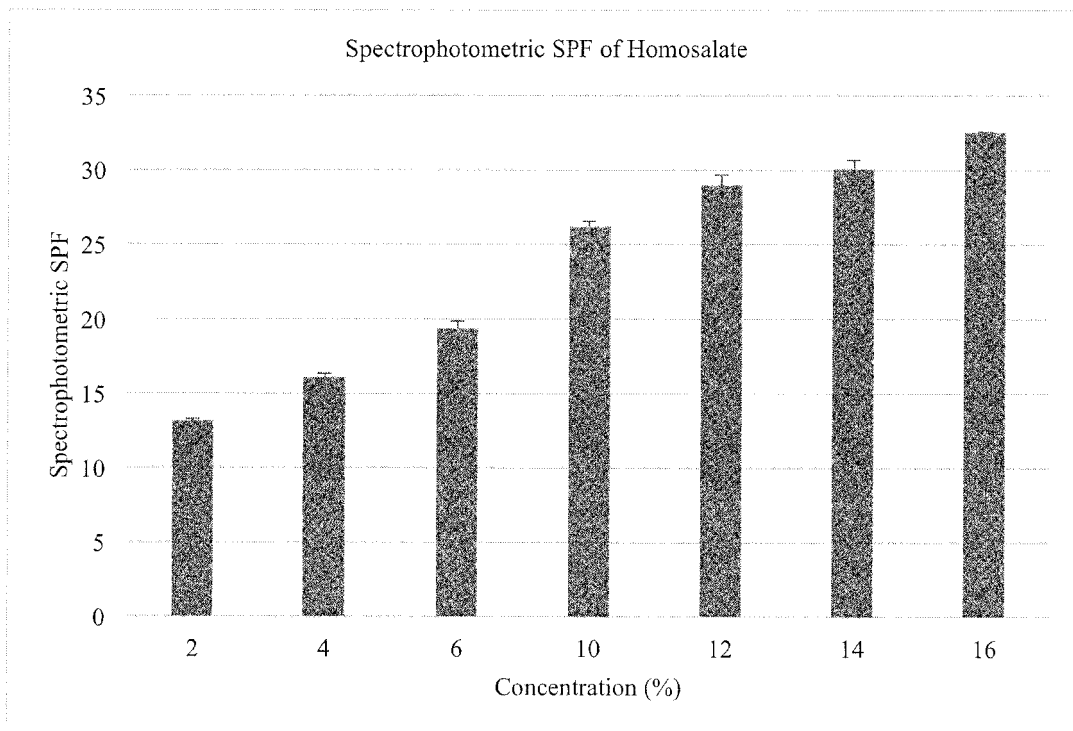 Spectrophotometric SPF of Homosalate
35
30
25
20
15
10
5
0
Spectrophotometric SPF
2 4 6 10 12 14 16
Concentration (%)